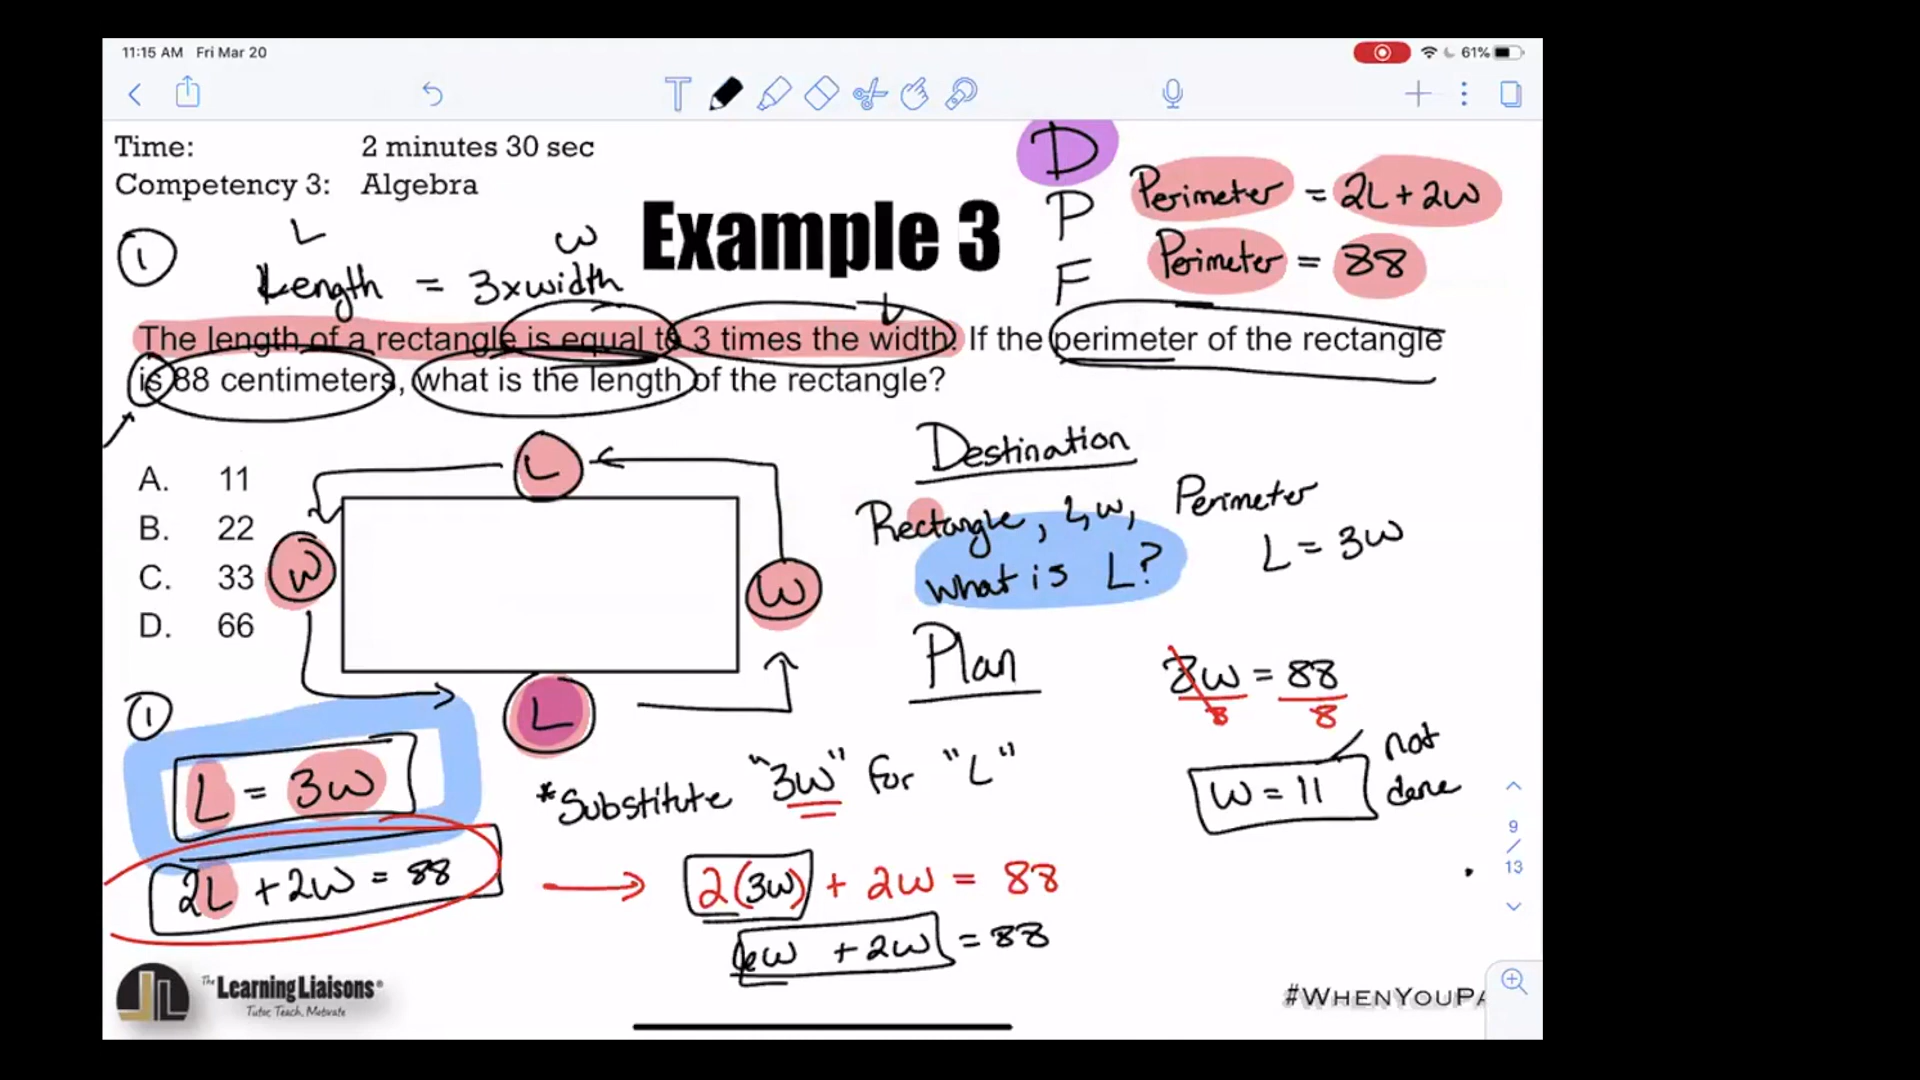 11:15 AM Fri Mar 20
61%
Time: 2 minutes 30 sec
Competency 3: Algebra
Example 3
D
P
F
Perimeter = 2L + 2w
Perimeter = 88
1
L w
Length = 3xwidth
The length of a rectangle is equal to 3 times the width. If the perimeter of the rectangle
is 88 centimeters, what is the length of the rectangle?
A. 11
B. 22
C. 33
D. 66
L
W
W
L
Destination
Rectangle, L, w, Perimeter
what is L? L = 3w
Plan
*Substitute "3w" for "L"
1
L = 3w
2L + 2w = 88
2(3w) + 2w = 88
6w + 2w = 88
8w = 88
8 8
w = 11
not
done
9
/
13
The Learning Liaisons®
Tutor, Teach, Motivate
#WHENYOUPA